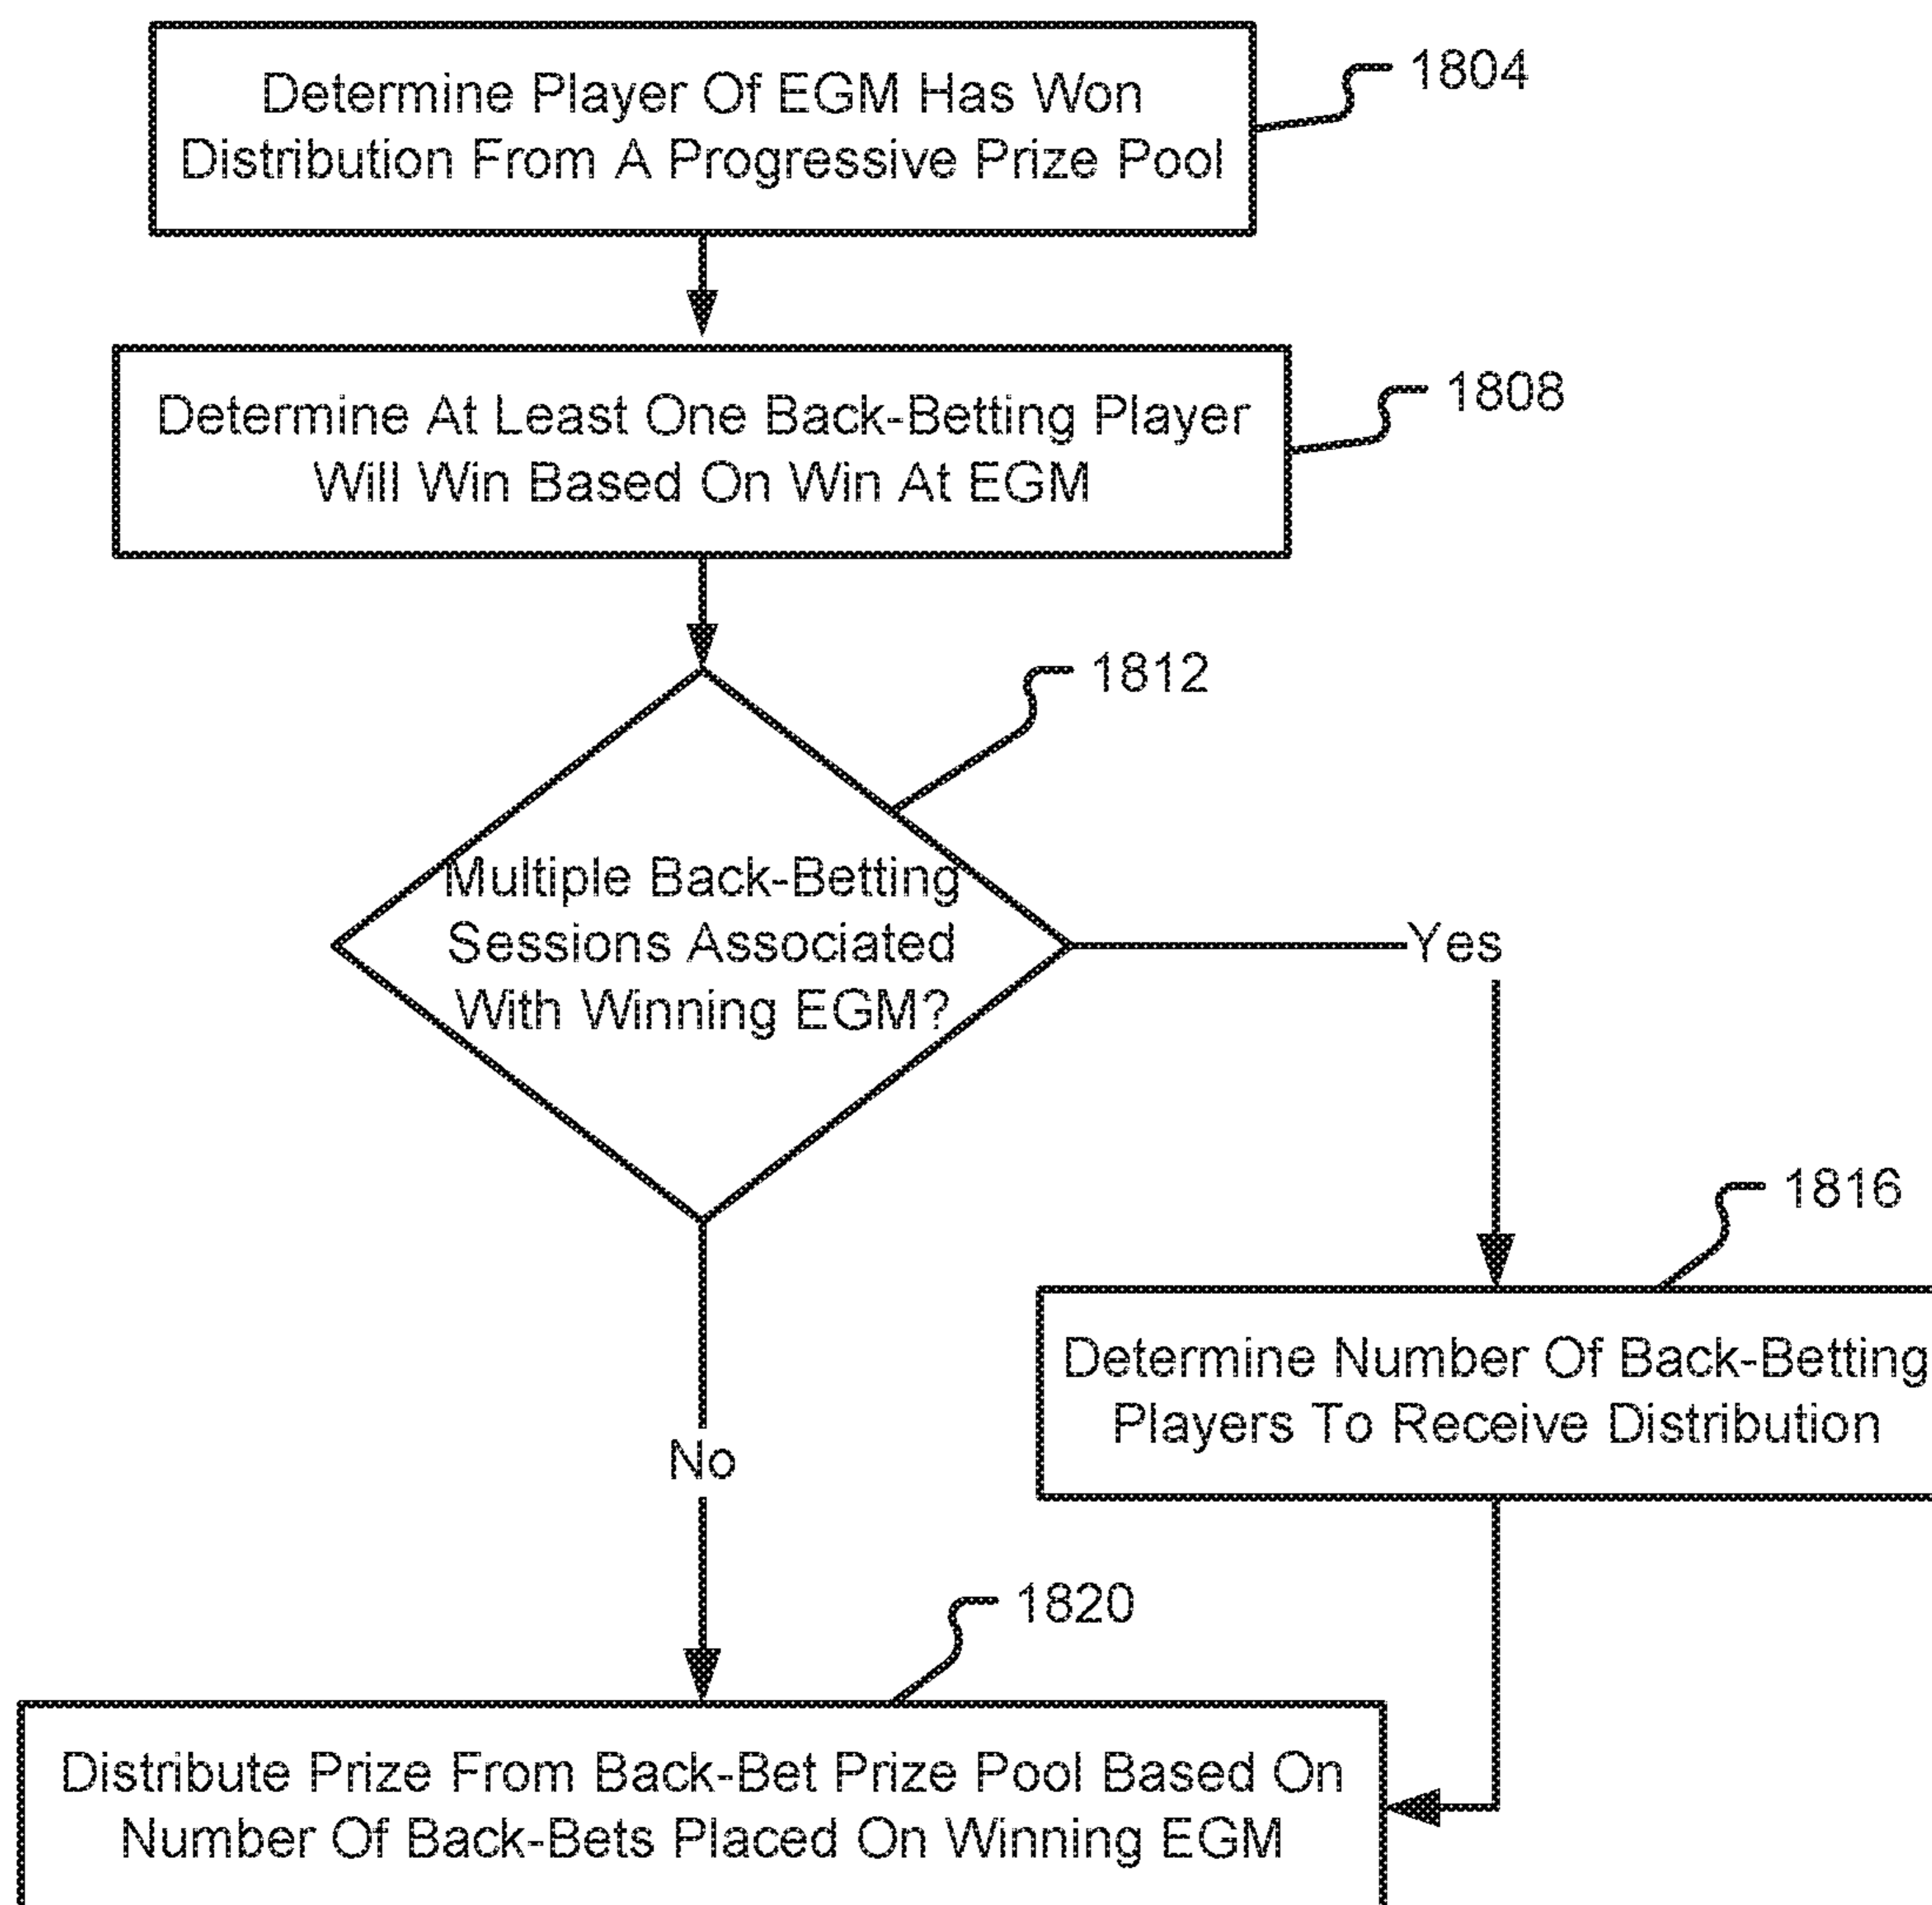 Determine Player Of EGM Has Won
Distribution From A Progressive Prize Pool
1804
Determine At Least One Back-Betting Player
Will Win Based On Win At EGM
1808
1812
Multiple Back-Betting
Sessions Associated
With Winning EGM?
Yes
1816
Determine Number Of Back-Betting
Players To Receive Distribution
No
1820
Distribute Prize From Back-Bet Prize Pool Based On
Number Of Back-Bets Placed On Winning EGM